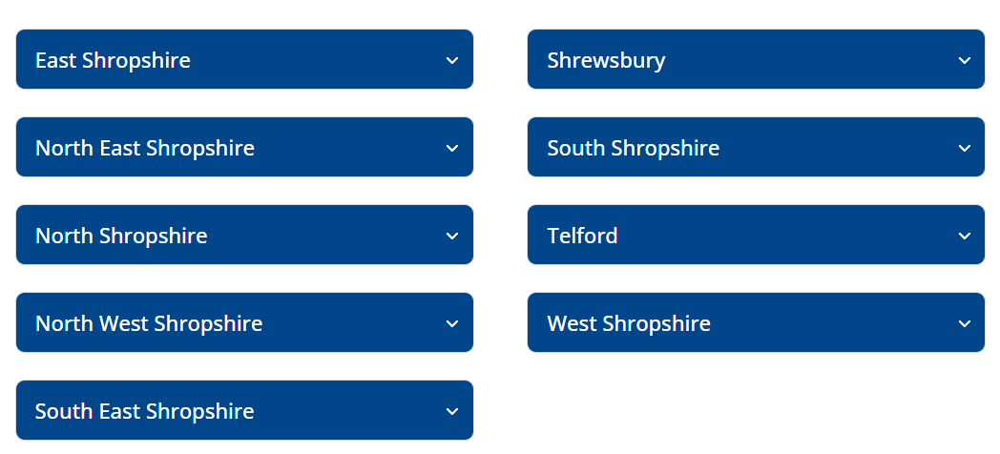 East Shropshire
North East Shropshire
North Shropshire
North West Shropshire
South East Shropshire
Shrewsbury
South Shropshire
Telford
West Shropshire